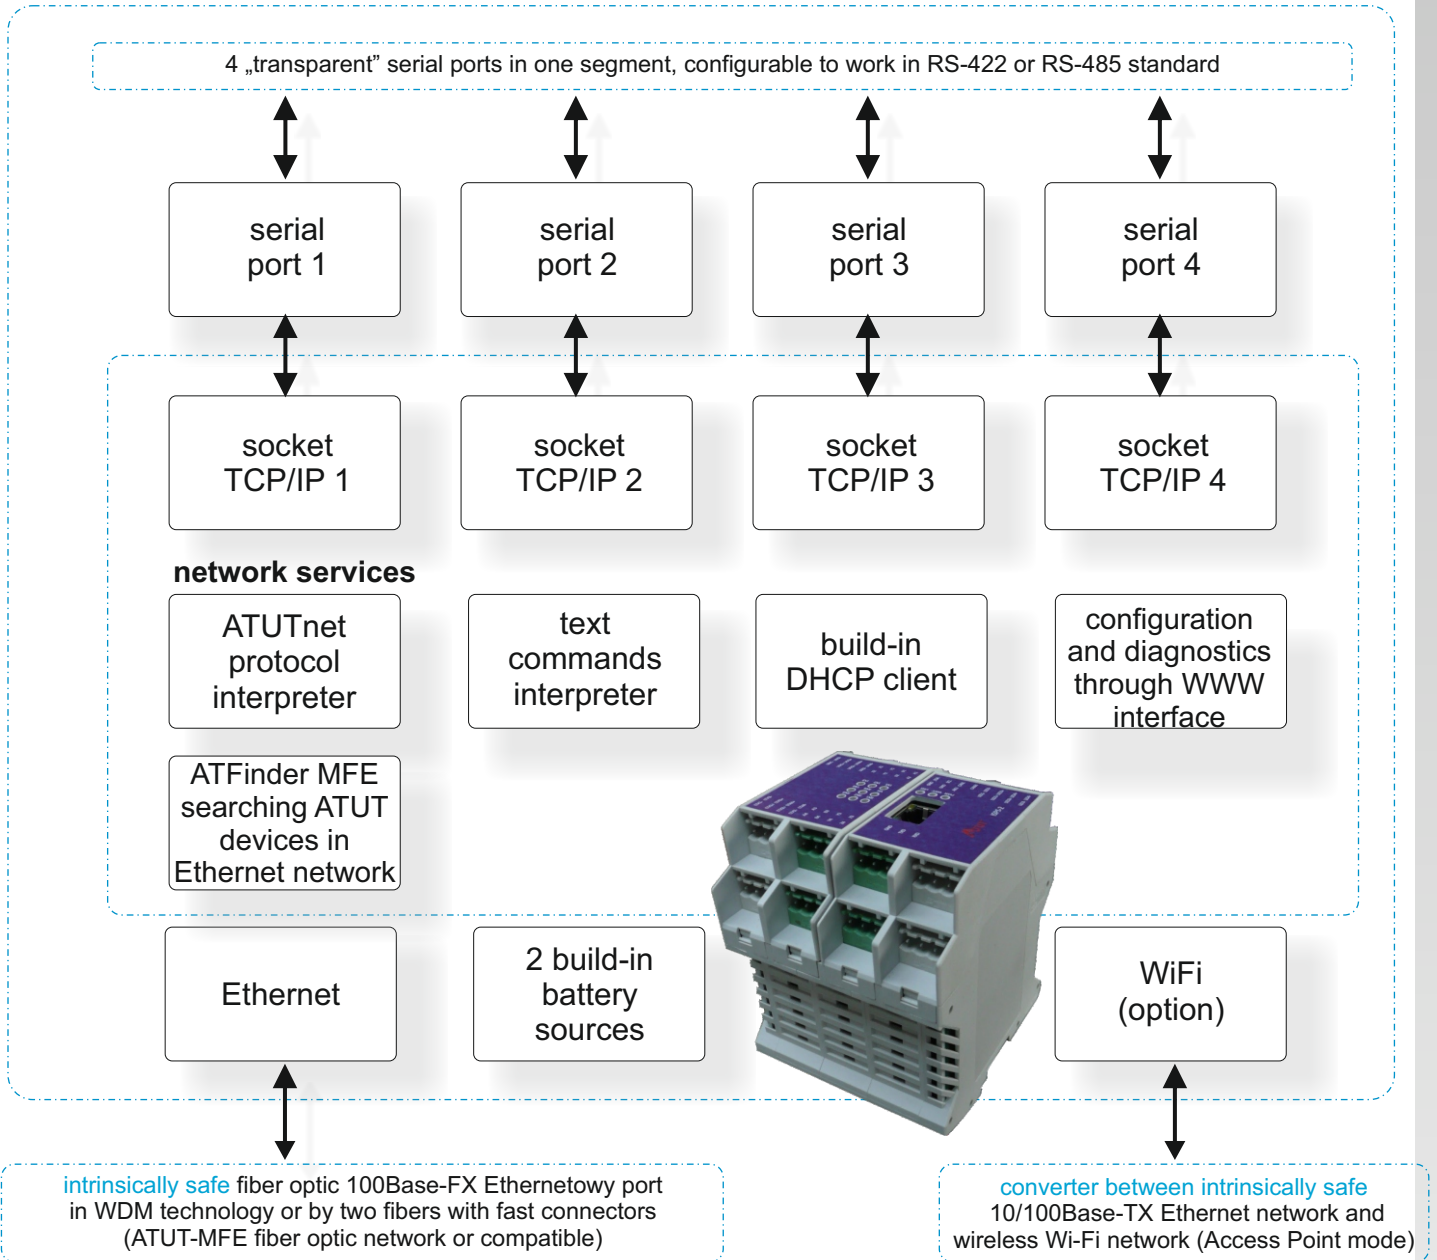 4 „transparent” serial ports in one segment, configurable to work in RS-422 or RS-485 standard
serial
port 1
serial
port 2
serial
port 3
serial
port 4
socket
TCP/IP 1
socket
TCP/IP 2
socket
TCP/IP 3
socket
TCP/IP 4
network services
ATUTnet
protocol
interpreter
text
commands
interpreter
build-in
DHCP client
configuration
and diagnostics
through WWW
interface
ATFinder MFE
searching ATUT
devices in
Ethernet network
Ethernet
2 build-in
battery
sources
WiFi
(option)
intrinsically safe fiber optic 100Base-FX Ethernetowy port
in WDM technology or by two fibers with fast connectors
(ATUT-MFE fiber optic network or compatible)
converter between intrinsically safe
10/100Base-TX Ethernet network and
wireless Wi-Fi network (Access Point mode)